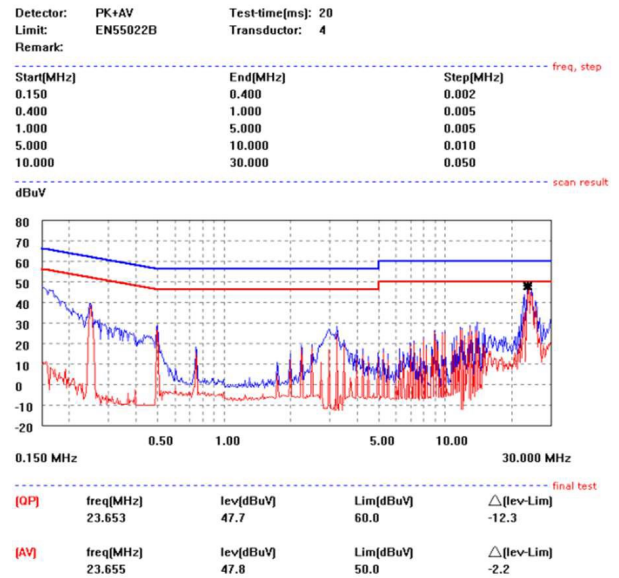 Detector: PK+AV Test-time(ms): 20
Limit: EN55022B Transductor: 4
Remark:
freq, step
Start(MHz) End(MHz) Step(MHz)
0.150 0.400 0.002
0.400 1.000 0.005
1.000 5.000 0.005
5.000 10.000 0.010
10.000 30.000 0.050
scan result
dBuV
80
70
60
50
40
30
20
10
0
-10
-20
0.50 1.00 5.00 10.00
0.150 MHz 30.000 MHz
final test
(QP) freq(MHz) lev(dBuV) Lim(dBuV) △(lev-Lim)
23.653 47.7 60.0 -12.3
(AV) freq(MHz) lev(dBuV) Lim(dBuV) △(lev-Lim)
23.655 47.8 50.0 -2.2